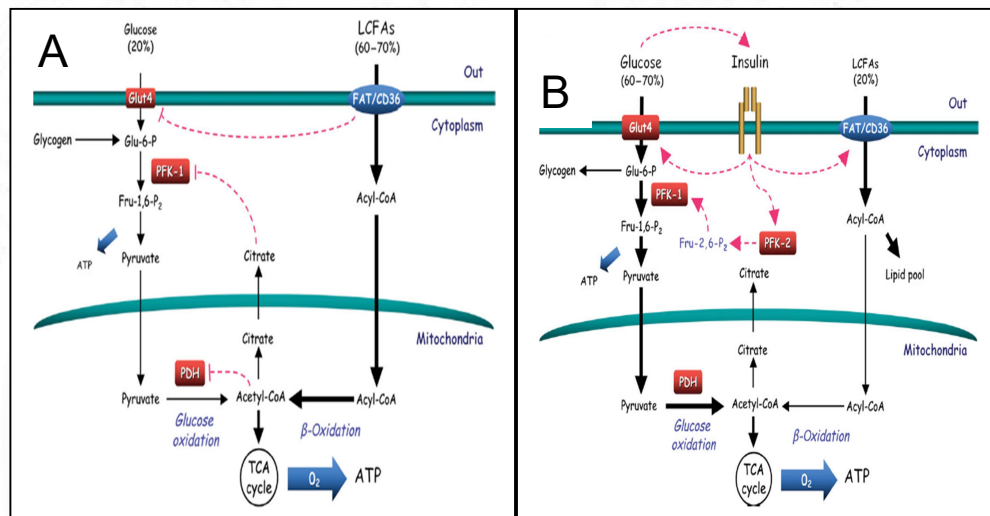 A
Glucose
(20%)
LCFAs
(60–70%)
Out
Glut4
FAT/CD36
Cytoplasm
Glycogen
Glu-6-P
PFK-1
Fru-1,6-P₂
Acyl-CoA
ATP
Pyruvate
Citrate
Mitochondria
Citrate
PDH
Pyruvate
Acetyl-CoA
Acyl-CoA
Glucose
oxidation
β-Oxidation
TCA
cycle
O₂
ATP
B
Glucose
(60–70%)
Insulin
LCFAs
(20%)
Out
Glut4
FAT/CD36
Cytoplasm
Glycogen
Glu-6-P
PFK-1
Fru-1,6-P₂
Acyl-CoA
Fru-2,6-P₂
PFK-2
ATP
Pyruvate
Citrate
Lipid pool
Mitochondria
Citrate
PDH
Pyruvate
Acetyl-CoA
Acyl-CoA
Glucose
oxidation
β-Oxidation
TCA
cycle
O₂
ATP